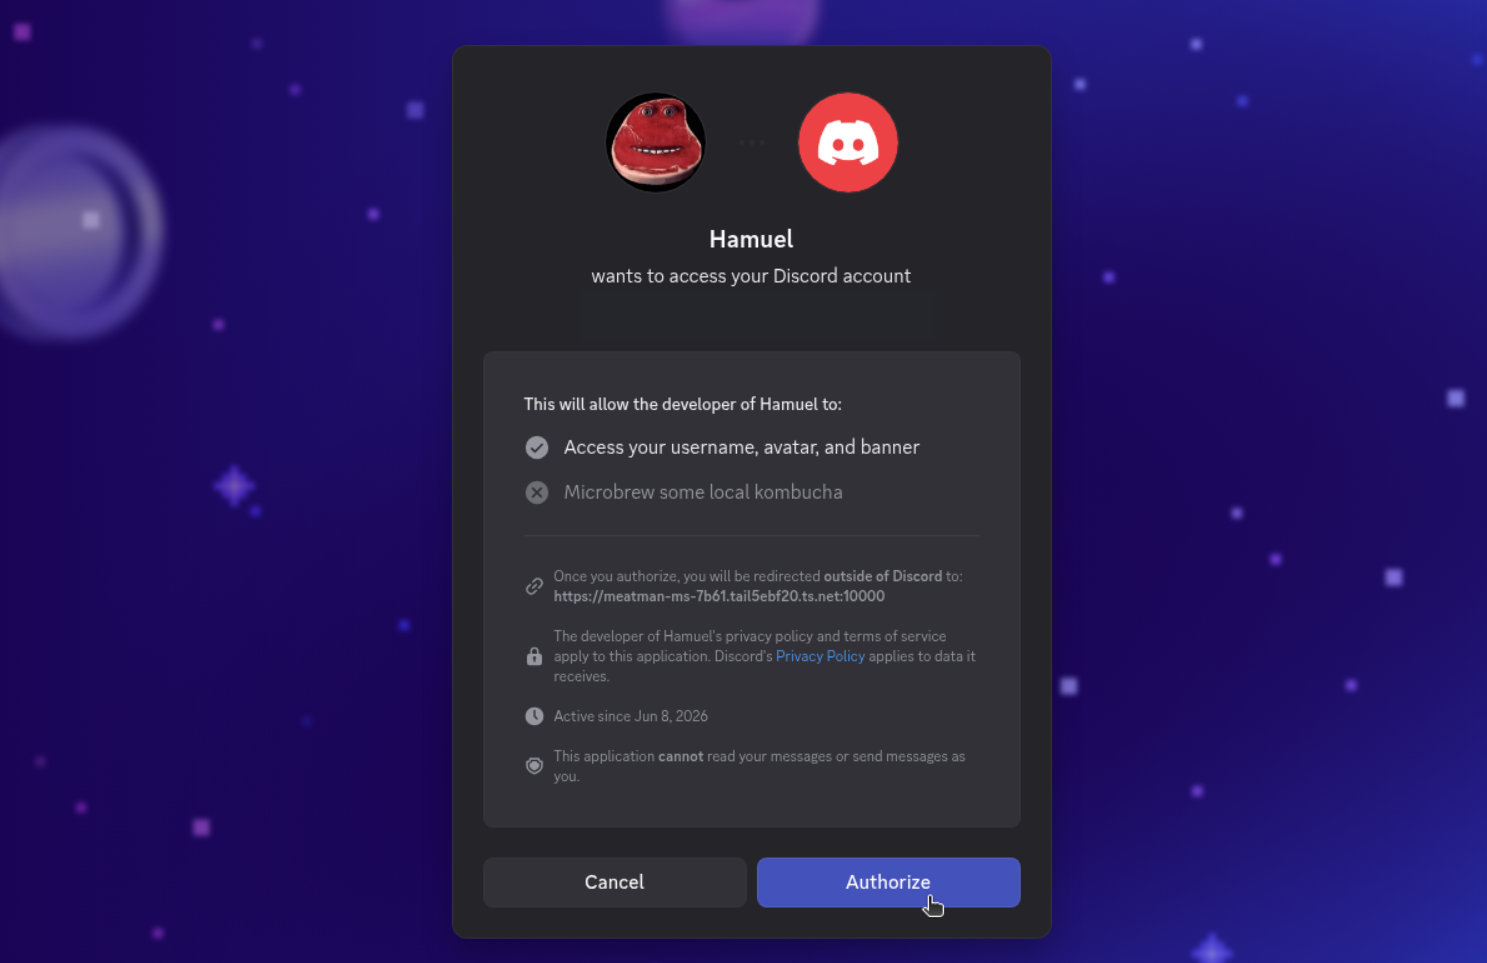 Hamuel
wants to access your Discord account
This will allow the developer of Hamuel to:
Access your username, avatar, and banner
Microbrew some local kombucha
Once you authorize, you will be redirected outside of Discord to:
https://meatman-ms-7b61.tail5ebf20.ts.net:10000
The developer of Hamuel's privacy policy and terms of service
apply to this application. Discord's Privacy Policy applies to data it
receives.
Active since Jun 8, 2026
This application cannot read your messages or send messages as
you.
Cancel
Authorize